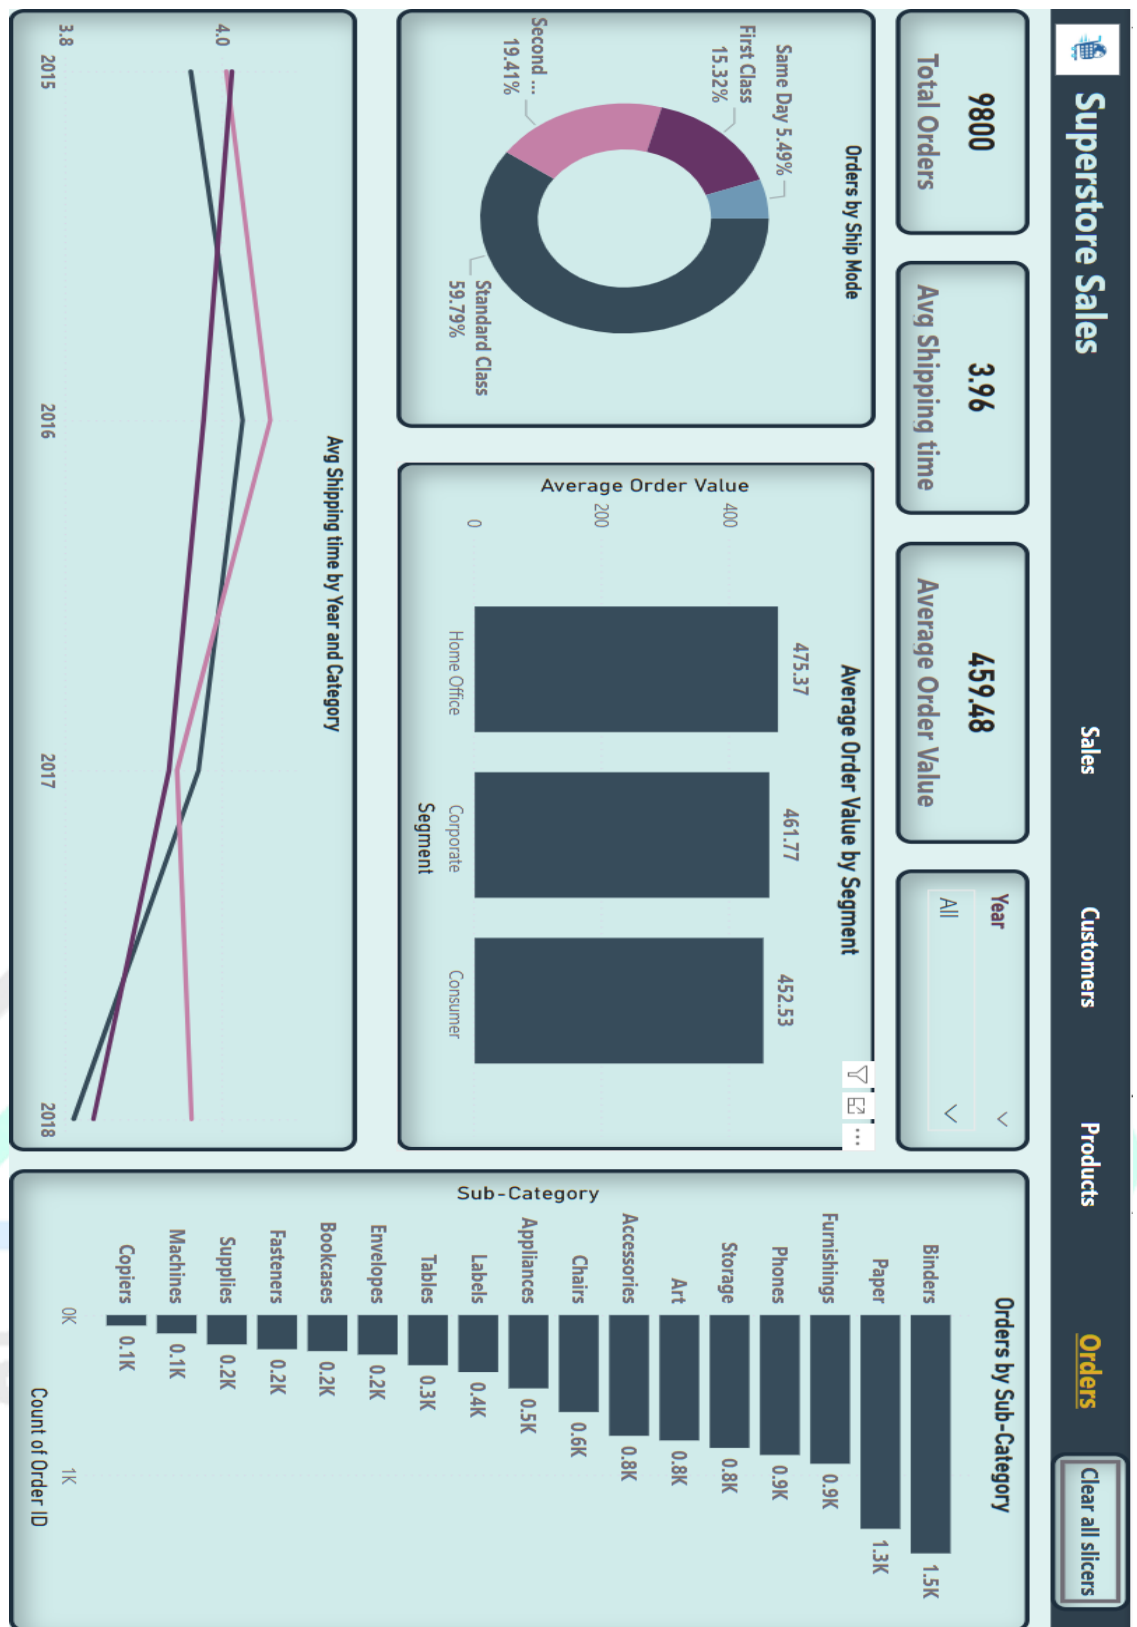 Superstore Sales
Sales
Customers
Products
Orders
Clear all slicers
9800
Total Orders
3.96
Avg Shipping time
459.48
Average Order Value
Year
All
Orders by Ship Mode
Same Day 5.49%
First Class
15.32%
Second ...
19.41%
Standard Class
59.79%
Average Order Value by Segment
Average Order Value
400
200
0
475.37
461.77
452.53
Home Office
Corporate
Consumer
Segment
Avg Shipping time by Year and Category
4.0
3.8
2015
2016
2017
2018
Orders by Sub-Category
Sub-Category
Binders 1.5K
Paper 1.3K
Furnishings 0.9K
Phones 0.9K
Storage 0.8K
Art 0.8K
Accessories 0.8K
Chairs 0.6K
Appliances 0.5K
Labels 0.4K
Tables 0.3K
Envelopes 0.2K
Bookcases 0.2K
Fasteners 0.2K
Supplies 0.2K
Machines 0.1K
Copiers 0.1K
0K
1K
Count of Order ID